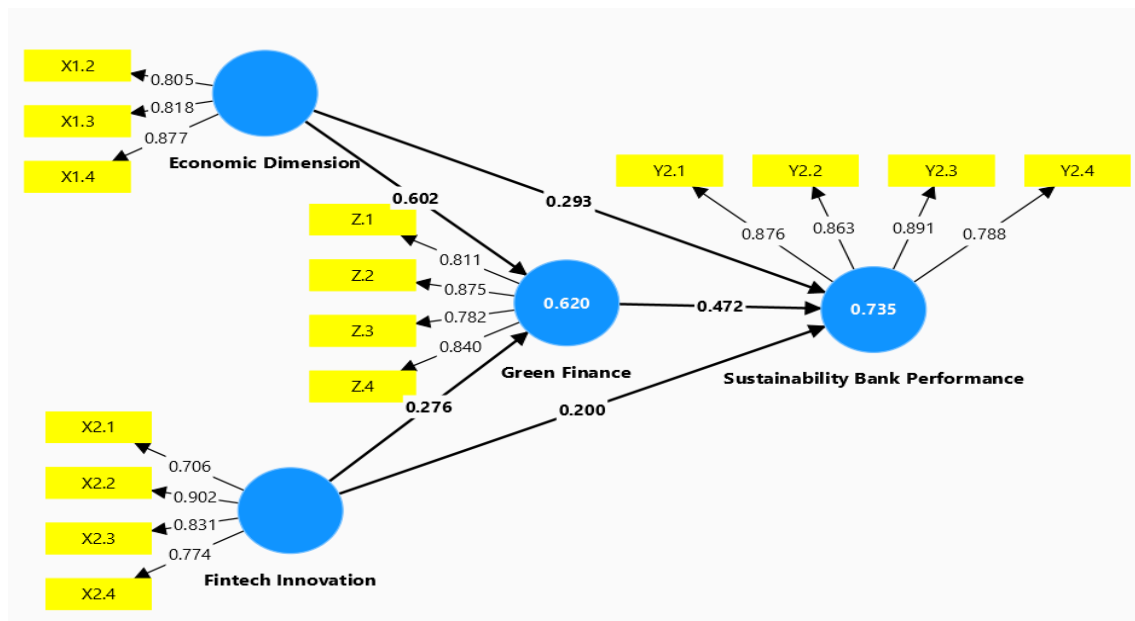 X1.2
0.805
X1.3
0.818
X1.4
0.877
Economic Dimension
0.602
0.293
Z.1
0.811
Z.2
0.875
Z.3
0.782
Z.4
0.840
0.620
Green Finance
0.472
Y2.1
Y2.2
Y2.3
Y2.4
0.876
0.863
0.891
0.788
0.735
Sustainability Bank Performance
0.276
0.200
X2.1
0.706
X2.2
0.902
X2.3
0.831
X2.4
0.774
Fintech Innovation